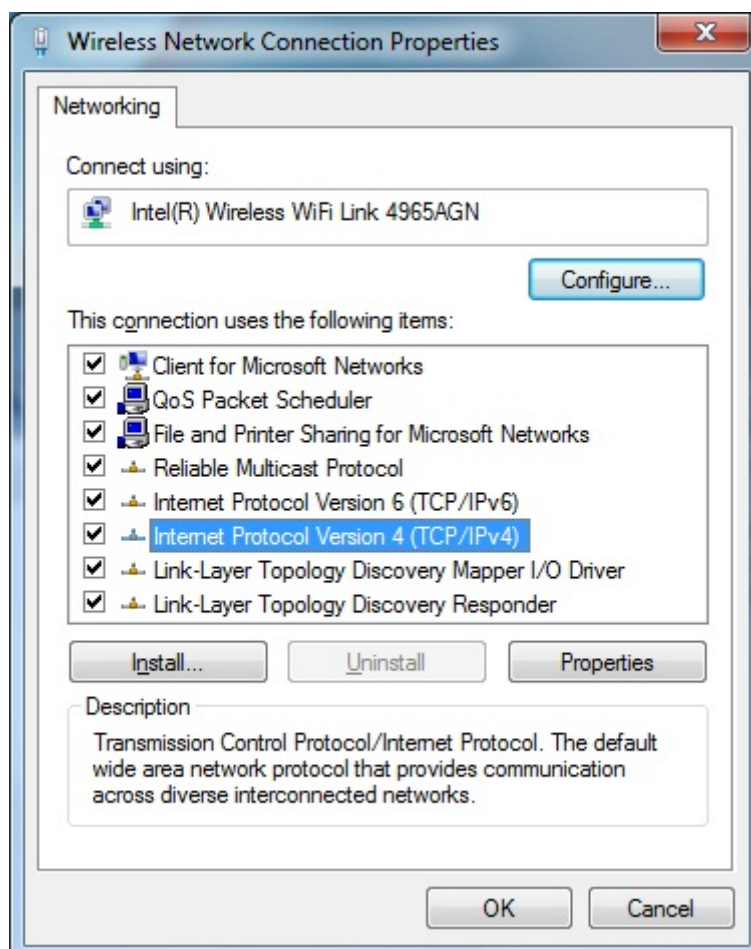 Wireless Network Connection Properties
Networking
Connect using:
Intel(R) Wireless WiFi Link 4965AGN
Configure...
This connection uses the following items:
Client for Microsoft Networks
QoS Packet Scheduler
File and Printer Sharing for Microsoft Networks
Reliable Multicast Protocol
Internet Protocol Version 6 (TCP/IPv6)
Internet Protocol Version 4 (TCP/IPv4)
Link-Layer Topology Discovery Mapper I/O Driver
Link-Layer Topology Discovery Responder
Install... Uninstall Properties
Description
Transmission Control Protocol/Internet Protocol. The default
wide area network protocol that provides communication
across diverse interconnected networks.
OK Cancel